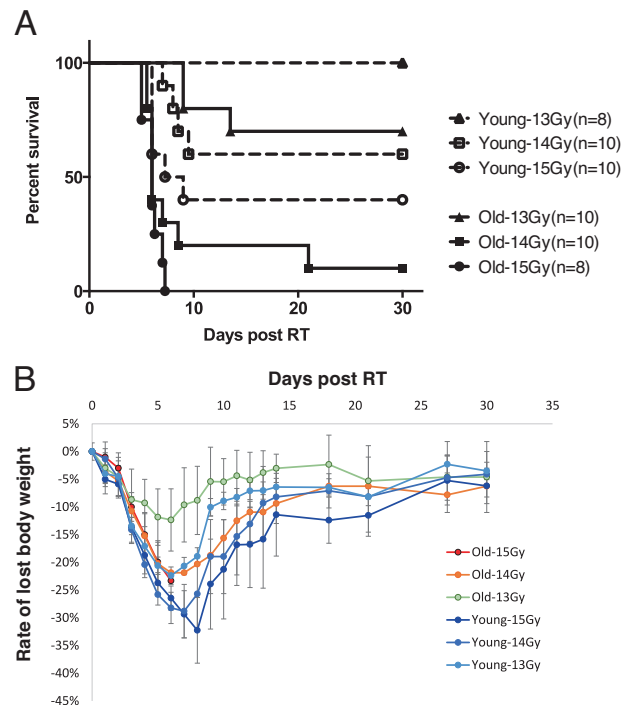 A
Percent survival
100
50
0
0
10
20
30
Days post RT
Young-13Gy(n=8)
Young-14Gy(n=10)
Young-15Gy(n=10)
Old-13Gy(n=10)
Old-14Gy(n=10)
Old-15Gy(n=8)
B
Days post RT
0
5
10
15
20
25
30
35
Rate of lost body weight
5%
0%
-5%
-10%
-15%
-20%
-25%
-30%
-35%
-40%
-45%
Old-15Gy
Old-14Gy
Old-13Gy
Young-15Gy
Young-14Gy
Young-13Gy